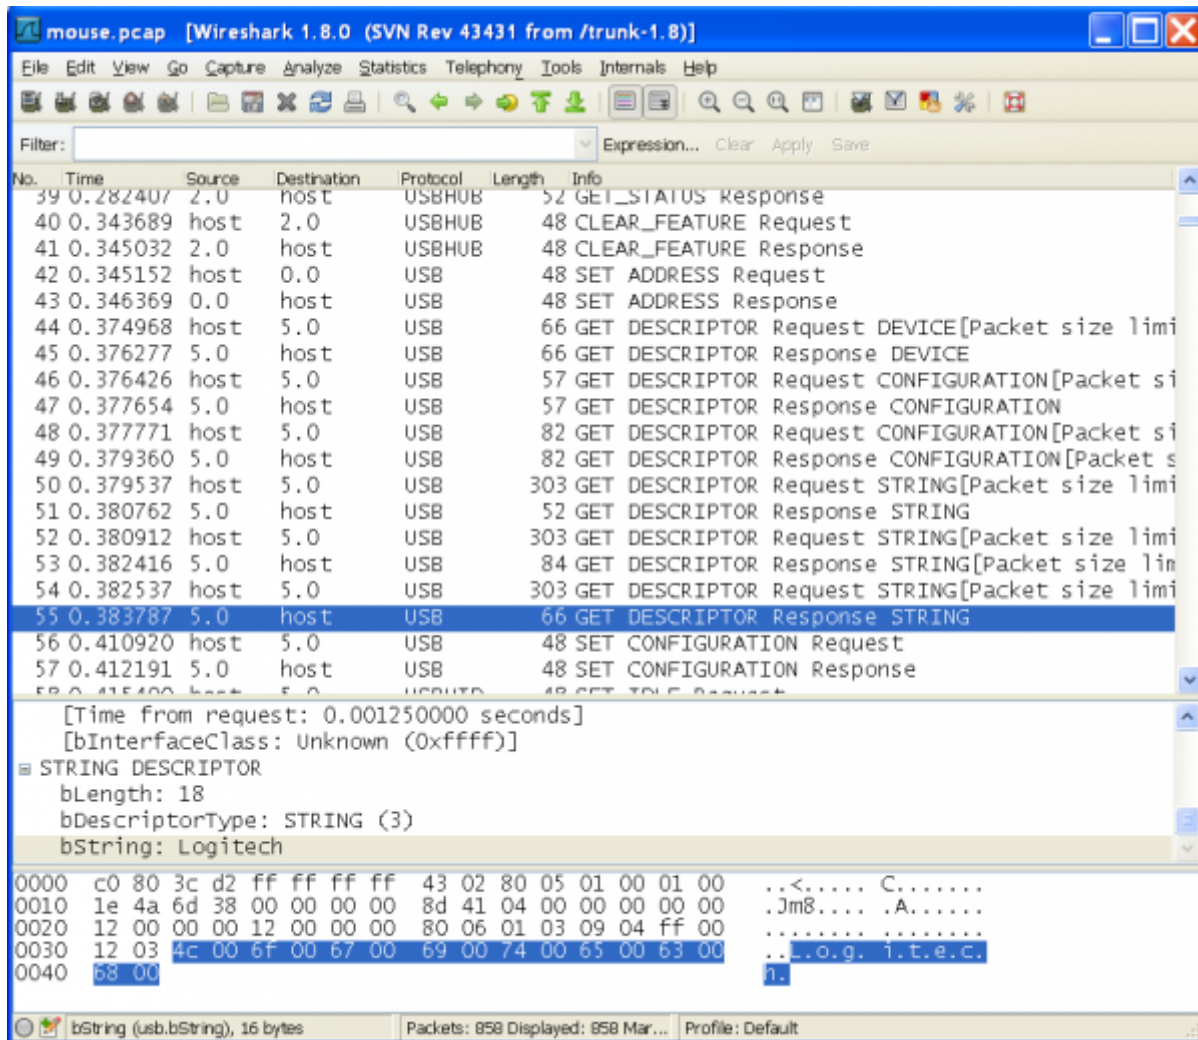 mouse.pcap [Wireshark 1.8.0 (SVN Rev 43431 from /trunk-1.8)]
File Edit View Go Capture Analyze Statistics Telephony Tools Internals Help
Filter: Expression... Clear Apply Save
No. Time Source Destination Protocol Length Info
39 0.282407 2.0 host USBHUB 52 GET_STATUS Response
40 0.343689 host 2.0 USBHUB 48 CLEAR_FEATURE Request
41 0.345032 2.0 host USBHUB 48 CLEAR_FEATURE Response
42 0.345152 host 0.0 USB 48 SET ADDRESS Request
43 0.346369 0.0 host USB 48 SET ADDRESS Response
44 0.374968 host 5.0 USB 66 GET DESCRIPTOR Request DEVICE[Packet size limi
45 0.376277 5.0 host USB 66 GET DESCRIPTOR Response DEVICE
46 0.376426 host 5.0 USB 57 GET DESCRIPTOR Request CONFIGURATION[Packet si
47 0.377654 5.0 host USB 57 GET DESCRIPTOR Response CONFIGURATION
48 0.377771 host 5.0 USB 82 GET DESCRIPTOR Request CONFIGURATION[Packet si
49 0.379360 5.0 host USB 82 GET DESCRIPTOR Response CONFIGURATION[Packet s
50 0.379537 host 5.0 USB 303 GET DESCRIPTOR Request STRING[Packet size limi
51 0.380762 5.0 host USB 52 GET DESCRIPTOR Response STRING
52 0.380912 host 5.0 USB 303 GET DESCRIPTOR Request STRING[Packet size limi
53 0.382416 5.0 host USB 84 GET DESCRIPTOR Response STRING[Packet size lim
54 0.382537 host 5.0 USB 303 GET DESCRIPTOR Request STRING[Packet size limi
55 0.383787 5.0 host USB 66 GET DESCRIPTOR Response STRING
56 0.410920 host 5.0 USB 48 SET CONFIGURATION Request
57 0.412191 5.0 host USB 48 SET CONFIGURATION Response
[Time from request: 0.001250000 seconds]
[bInterfaceClass: Unknown (0xffff)]
STRING DESCRIPTOR
bLength: 18
bDescriptorType: STRING (3)
bString: Logitech
0000 c0 80 3c d2 ff ff ff ff 43 02 80 05 01 00 01 00 ..<..... C.......
0010 1e 4a 6d 38 00 00 00 00 8d 41 04 00 00 00 00 00 .Jm8.... .A......
0020 12 00 00 00 12 00 00 00 80 06 01 03 09 04 ff 00 ........ ........
0030 12 03 4c 00 6f 00 67 00 69 00 74 00 65 00 63 00 ..L.o.g. i.t.e.c.
0040 68 00 h.
bString (usb.bString), 16 bytes Packets: 858 Displayed: 858 Mar... Profile: Default